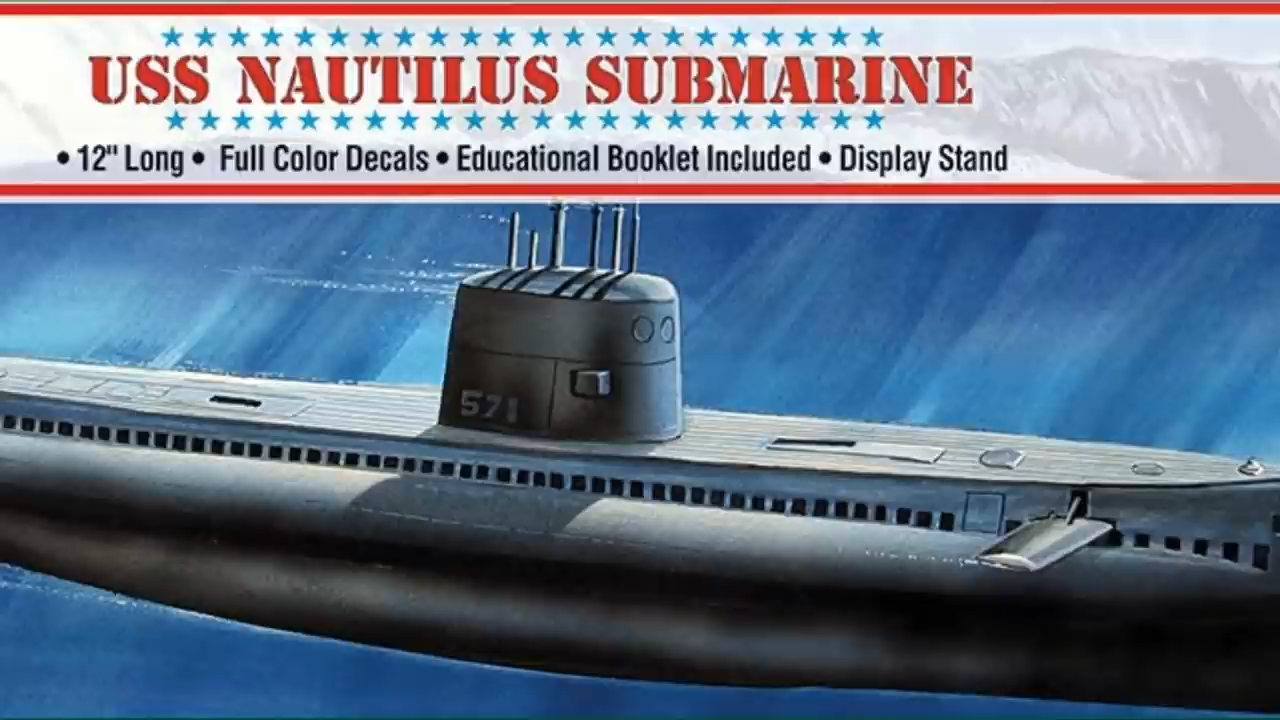 USS NAUTILUS SUBMARINE
• 12" Long • Full Color Decals • Educational Booklet Included • Display Stand
571